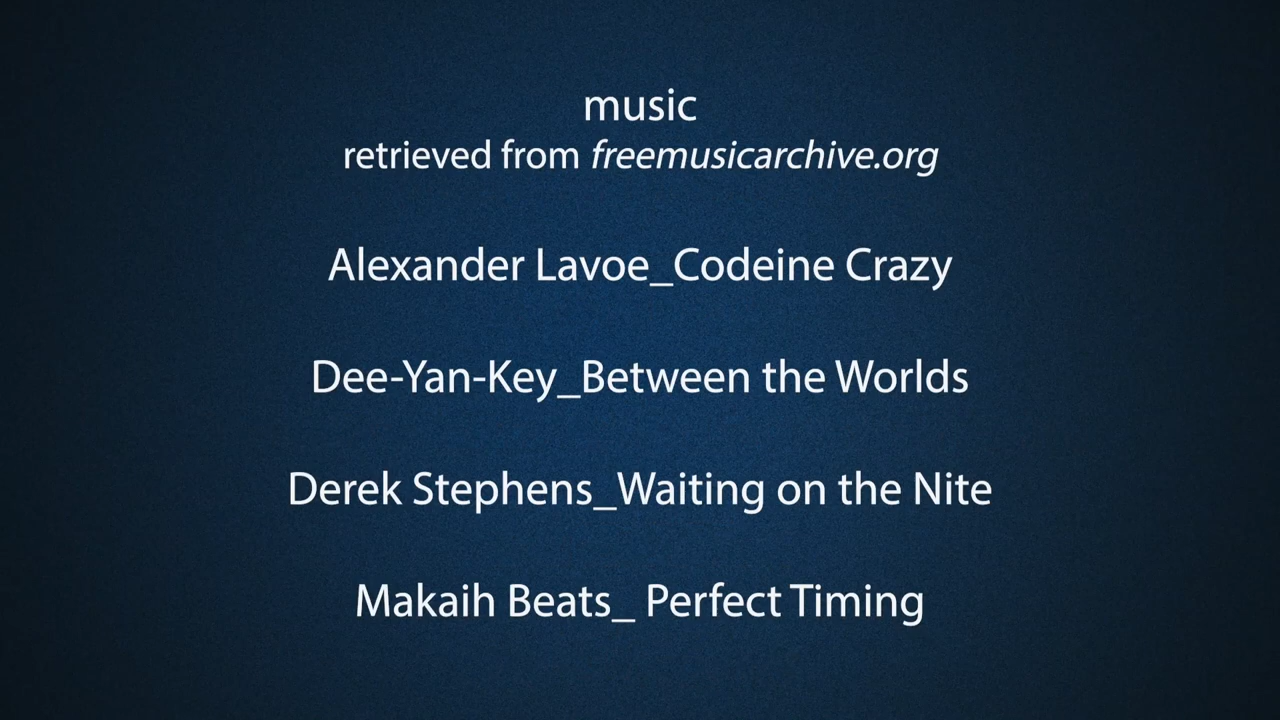 music
retrieved from freemusicarchive.org
Alexander Lavoe_Codeine Crazy
Dee-Yan-Key_Between the Worlds
Derek Stephens_Waiting on the Nite
Makaih Beats_ Perfect Timing